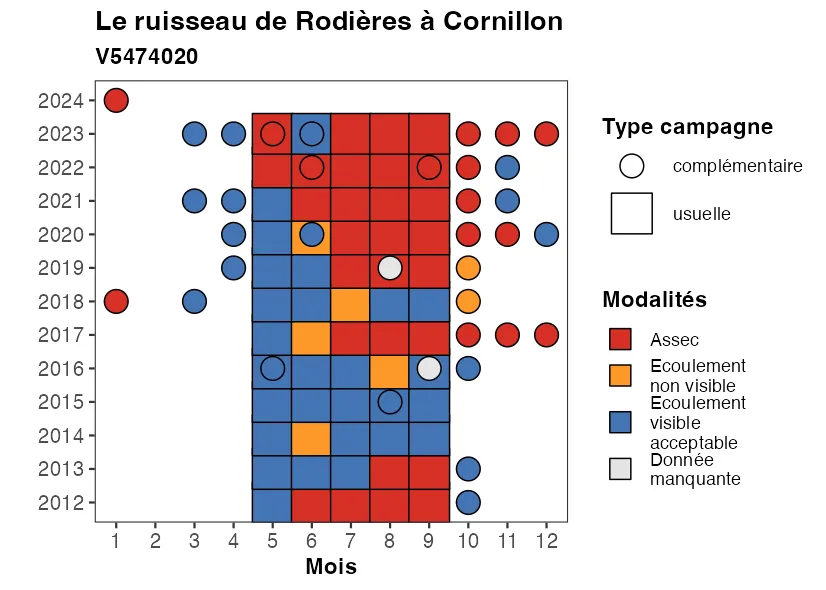 Le ruisseau de Rodières à Cornillon
V5474020
2024
2023
2022
2021
2020
2019
2018
2017
2016
2015
2014
2013
2012
1 2 3 4 5 6 7 8 9 10 11 12
Mois
Type campagne
complémentaire
usuelle
Modalités
Assec
Ecoulement
non visible
Ecoulement
visible
acceptable
Donnée
manquante